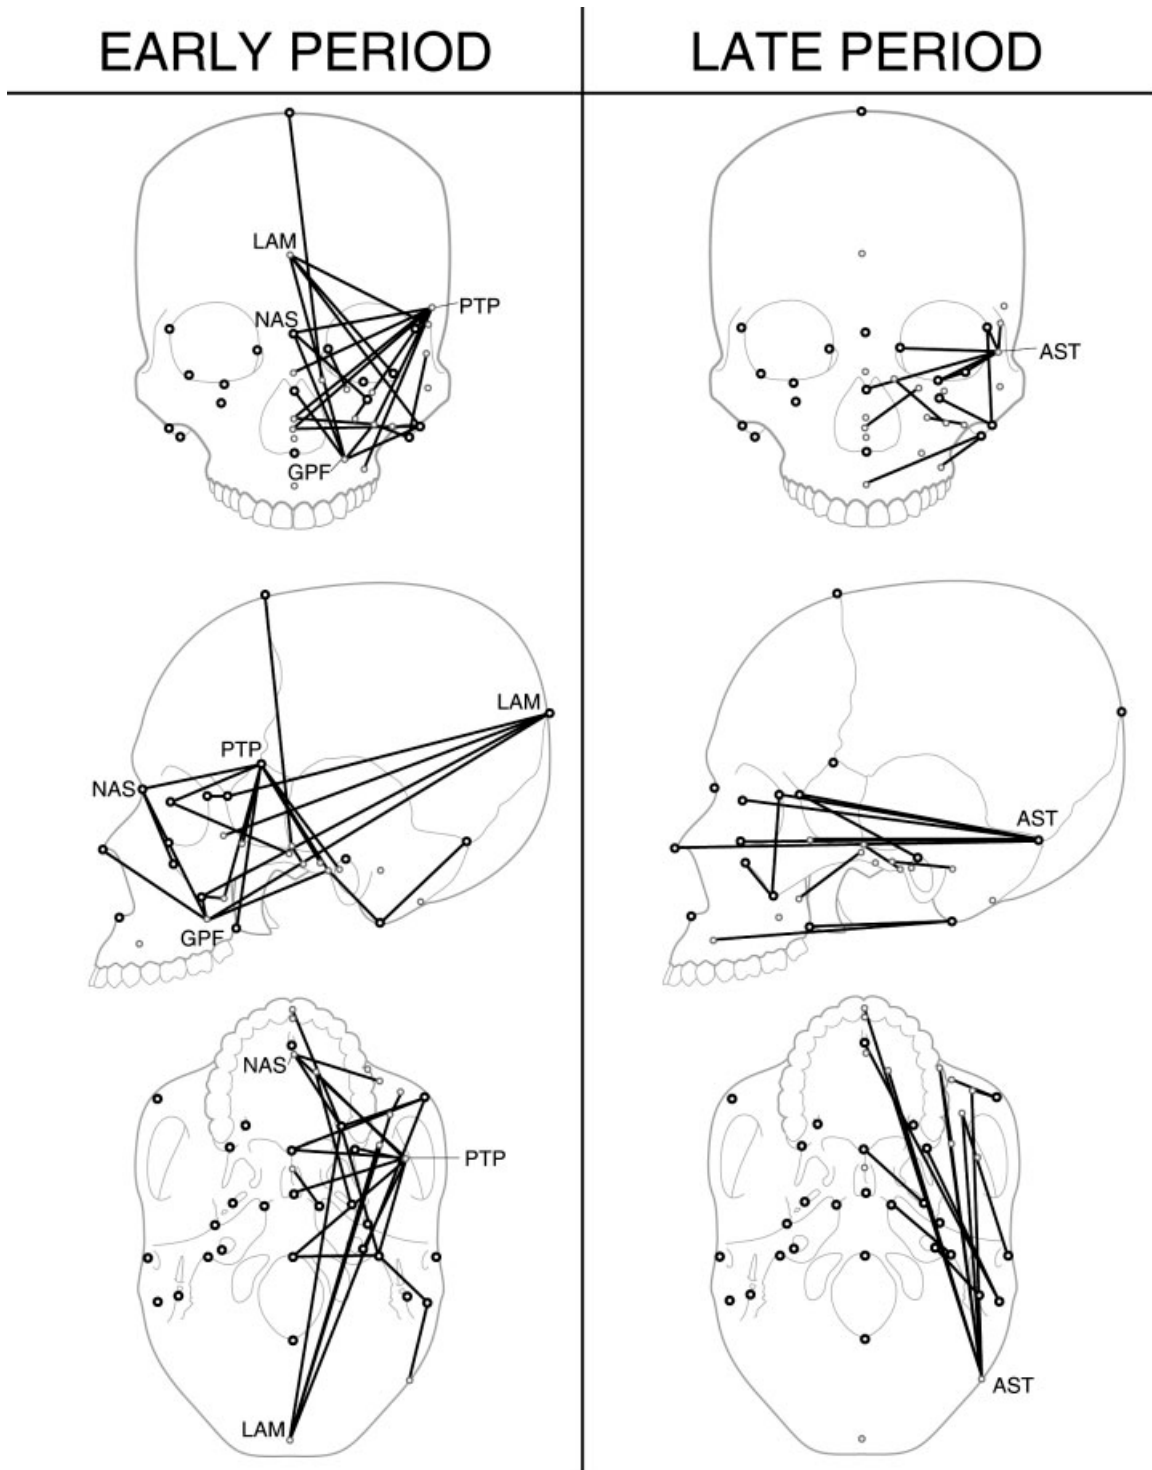 EARLY PERIOD
LATE PERIOD
LAM
PTP
NAS
GPF
AST
LAM
PTP
NAS
GPF
AST
NAS
PTP
LAM
AST